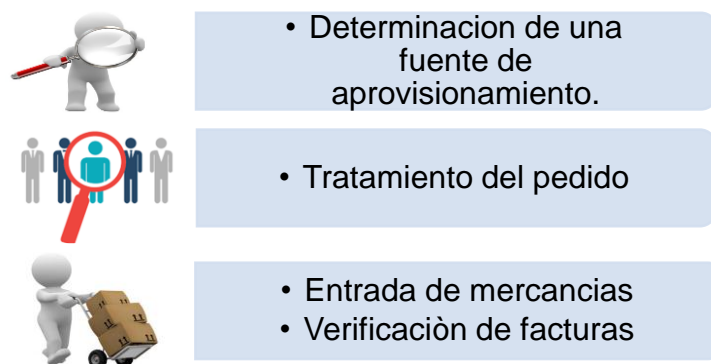 • Determinacion de una
fuente de
aprovisionamiento.
• Tratamiento del pedido
• Entrada de mercancias
• Verificaciòn de facturas